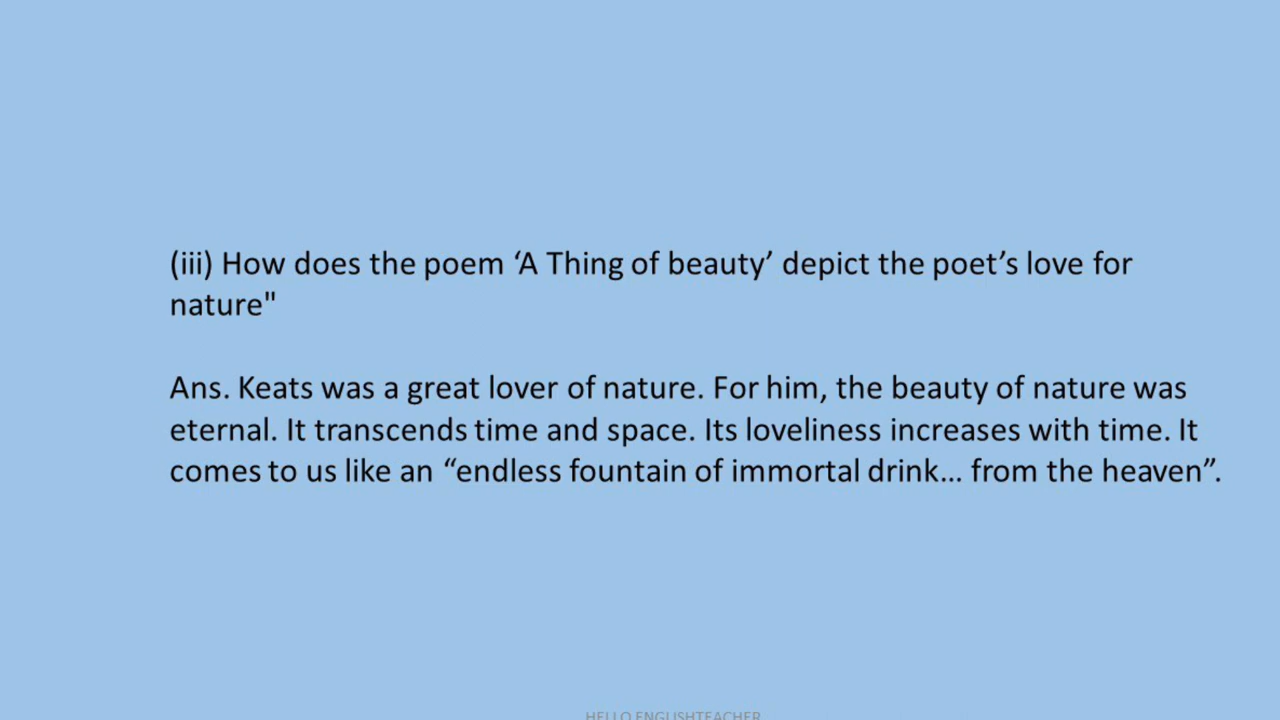 (iii) How does the poem ‘A Thing of beauty’ depict the poet’s love for
nature"
Ans. Keats was a great lover of nature. For him, the beauty of nature was
eternal. It transcends time and space. Its loveliness increases with time. It
comes to us like an “endless fountain of immortal drink… from the heaven”.
HELLO ENGLISHTEACHER